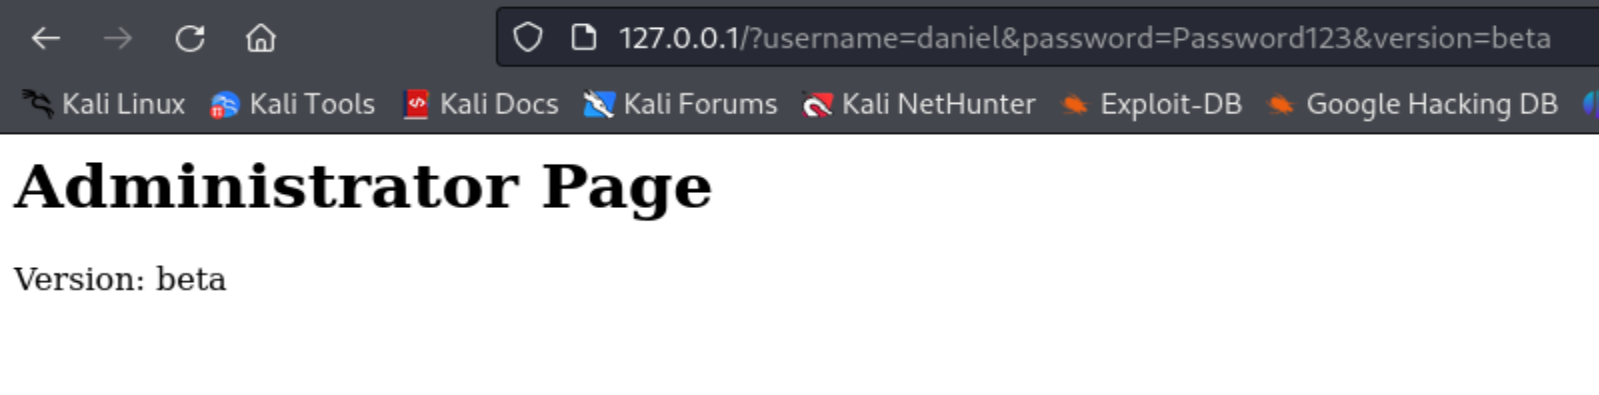 127.0.0.1/?username=daniel&password=Password123&version=beta
Kali Linux Kali Tools Kali Docs Kali Forums Kali NetHunter Exploit-DB Google Hacking DB
Administrator Page
Version: beta